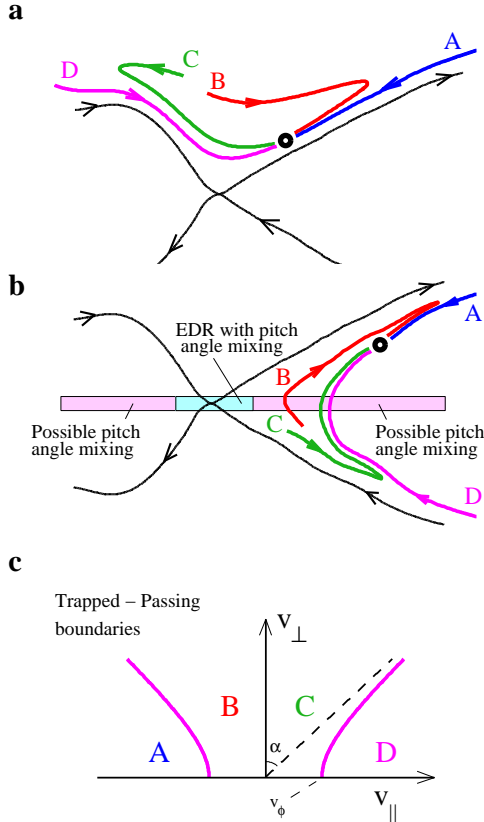 a
A
C
D
B
b
EDR with pitch
angle mixing
A
B
Possible pitch
angle mixing
C
Possible pitch
angle mixing
D
c
Trapped – Passing
boundaries
v⊥
B
C
A
α
D
vϕ
v||